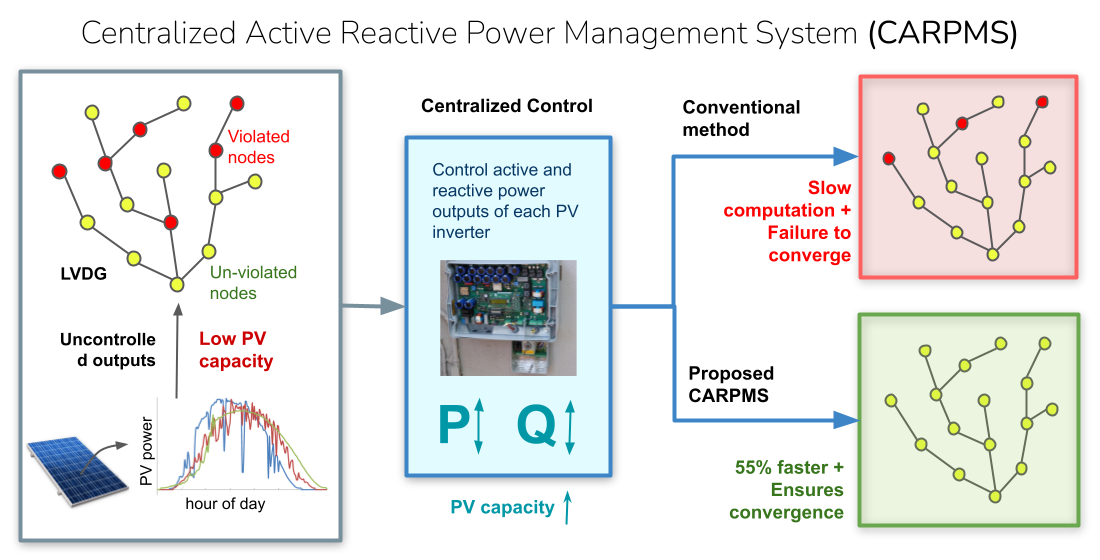 Centralized Active Reactive Power Management System (CARPMS)
Violated
nodes
LVDG
Un-violated
nodes
Uncontrolle
d outputs
Low PV
capacity
PV power
hour of day
Centralized Control
Control active and
reactive power
outputs of each PV
inverter
P Q
PV capacity
Conventional
method
Slow
computation +
Failure to
converge
Proposed
CARPMS
55% faster +
Ensures
convergence